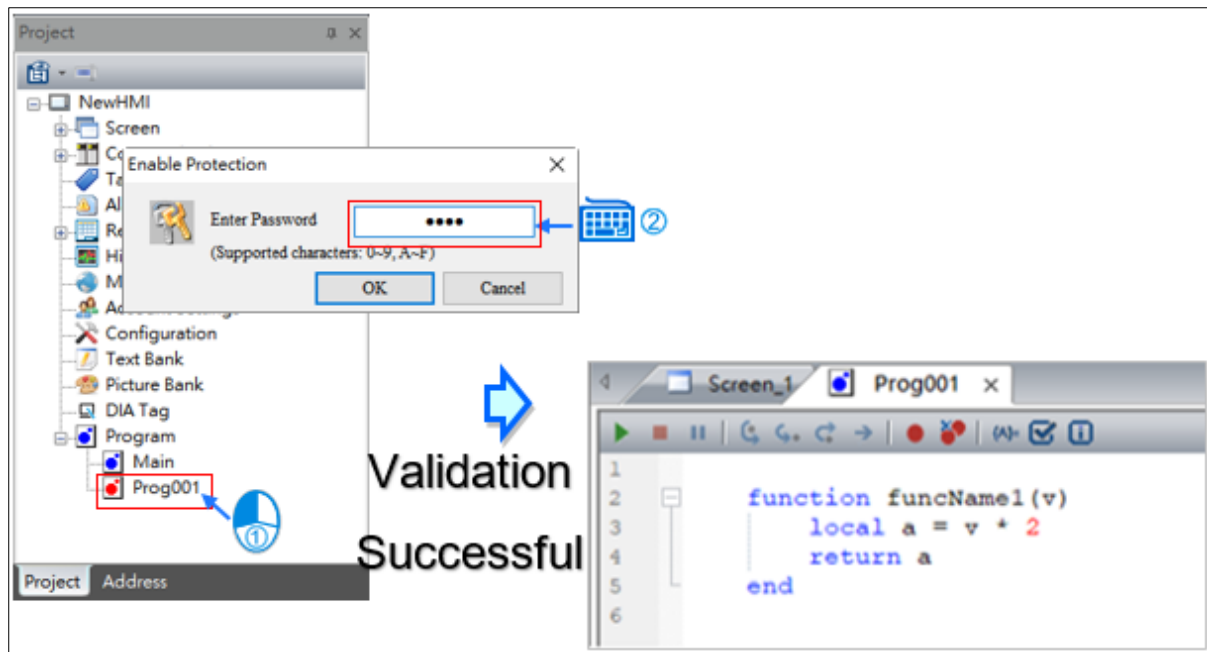 Project
NewHMI
Screen
Enable Protection
Enter Password
(Supported characters: 0~9, A~F)
OK
Cancel
Configuration
Text Bank
Picture Bank
DIA Tag
Program
Main
Prog001
①
②
Project
Address
Validation
Successful
Screen_1
Prog001
1
2 function funcName1(v)
3 local a = v * 2
4 return a
5 end
6